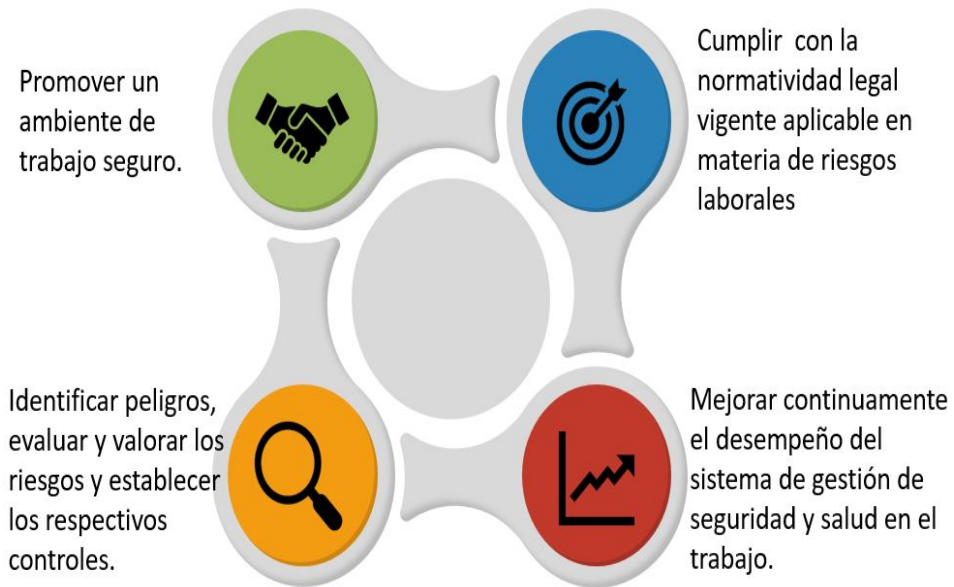 Promover un
ambiente de
trabajo seguro.
Cumplir con la
normatividad legal
vigente aplicable en
materia de riesgos
laborales
Identificar peligros,
evaluar y valorar los
riesgos y establecer
los respectivos
controles.
Mejorar continuamente
el desempeño del
sistema de gestión de
seguridad y salud en el
trabajo.